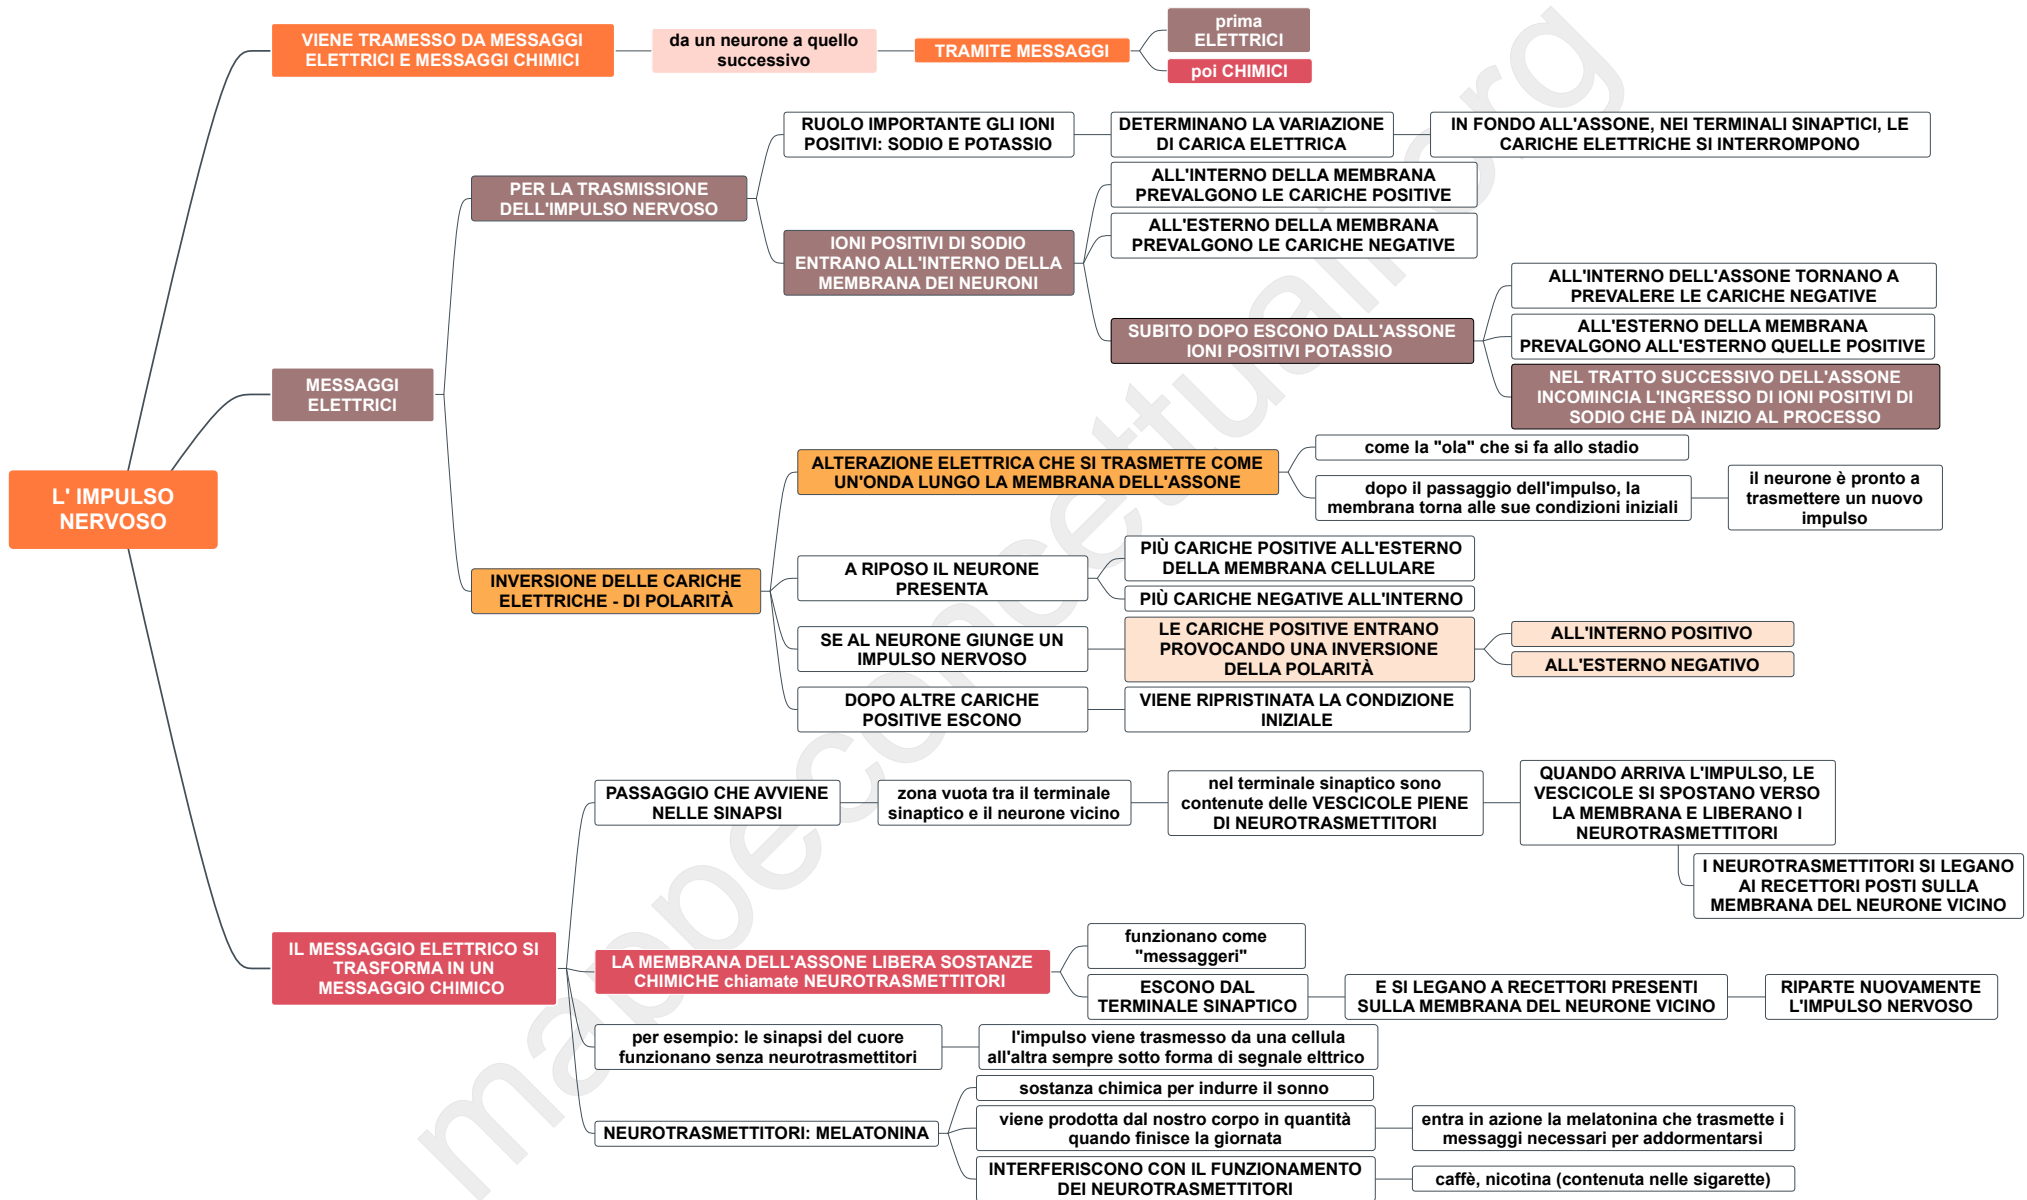 VIENE TRAMESSO DA MESSAGGI
ELETTRICI E MESSAGGI CHIMICI
da un neurone a quello
successivo
TRAMITE MESSAGGI
prima
ELETTRICI
poi CHIMICI
L' IMPULSO
NERVOSO
MESSAGGI
ELETTRICI
PER LA TRASMISSIONE
DELL'IMPULSO NERVOSO
RUOLO IMPORTANTE GLI IONI
POSITIVI: SODIO E POTASSIO
DETERMINANO LA VARIAZIONE
DI CARICA ELETTRICA
IN FONDO ALL'ASSONE, NEI TERMINALI SINAPTICI, LE
CARICHE ELETTRICHE SI INTERROMPONO
IONI POSITIVI DI SODIO
ENTRANO ALL'INTERNO DELLA
MEMBRANA DEI NEURONI
ALL'INTERNO DELLA MEMBRANA
PREVALGONO LE CARICHE POSITIVE
ALL'ESTERNO DELLA MEMBRANA
PREVALGONO LE CARICHE NEGATIVE
SUBITO DOPO ESCONO DALL'ASSONE
IONI POSITIVI POTASSIO
ALL'INTERNO DELL'ASSONE TORNANO A
PREVALERE LE CARICHE NEGATIVE
ALL'ESTERNO DELLA MEMBRANA
PREVALGONO ALL'ESTERNO QUELLE POSITIVE
NEL TRATTO SUCCESSIVO DELL'ASSONE
INCOMINCIA L'INGRESSO DI IONI POSITIVI DI
SODIO CHE DÀ INIZIO AL PROCESSO
INVERSIONE DELLE CARICHE
ELETTRICHE - DI POLARITÀ
ALTERAZIONE ELETTRICA CHE SI TRASMETTE COME
UN'ONDA LUNGO LA MEMBRANA DELL'ASSONE
come la "ola" che si fa allo stadio
dopo il passaggio dell'impulso, la
membrana torna alle sue condizioni iniziali
il neurone è pronto a
trasmettere un nuovo
impulso
A RIPOSO IL NEURONE
PRESENTA
PIÙ CARICHE POSITIVE ALL'ESTERNO
DELLA MEMBRANA CELLULARE
PIÙ CARICHE NEGATIVE ALL'INTERNO
SE AL NEURONE GIUNGE UN
IMPULSO NERVOSO
LE CARICHE POSITIVE ENTRANO
PROVOCANDO UNA INVERSIONE
DELLA POLARITÀ
ALL'INTERNO POSITIVO
ALL'ESTERNO NEGATIVO
DOPO ALTRE CARICHE
POSITIVE ESCONO
VIENE RIPRISTINATA LA CONDIZIONE
INIZIALE
IL MESSAGGIO ELETTRICO SI
TRASFORMA IN UN
MESSAGGIO CHIMICO
PASSAGGIO CHE AVVIENE
NELLE SINAPSI
zona vuota tra il terminale
sinaptico e il neurone vicino
nel terminale sinaptico sono
contenute delle VESCICOLE PIENE
DI NEUROTRASMETTITORI
QUANDO ARRIVA L'IMPULSO, LE
VESCICOLE SI SPOSTANO VERSO
LA MEMBRANA E LIBERANO I
NEUROTRASMETTITORI
I NEUROTRASMETTITORI SI LEGANO
AI RECETTORI POSTI SULLA
MEMBRANA DEL NEURONE VICINO
LA MEMBRANA DELL'ASSONE LIBERA SOSTANZE
CHIMICHE chiamate NEUROTRASMETTITORI
funzionano come
"messaggeri"
ESCONO DAL
TERMINALE SINAPTICO
E SI LEGANO A RECETTORI PRESENTI
SULLA MEMBRANA DEL NEURONE VICINO
RIPARTE NUOVAMENTE
L'IMPULSO NERVOSO
per esempio: le sinapsi del cuore
funzionano senza neurotrasmettitori
l'impulso viene trasmesso da una cellula
all'altra sempre sotto forma di segnale elttrico
NEUROTRASMETTITORI: MELATONINA
sostanza chimica per indurre il sonno
viene prodotta dal nostro corpo in quantità
quando finisce la giornata
entra in azione la melatonina che trasmette i
messaggi necessari per addormentarsi
INTERFERISCONO CON IL FUNZIONAMENTO
DEI NEUROTRASMETTITORI
caffè, nicotina (contenuta nelle sigarette)
mappeconcettuali.org